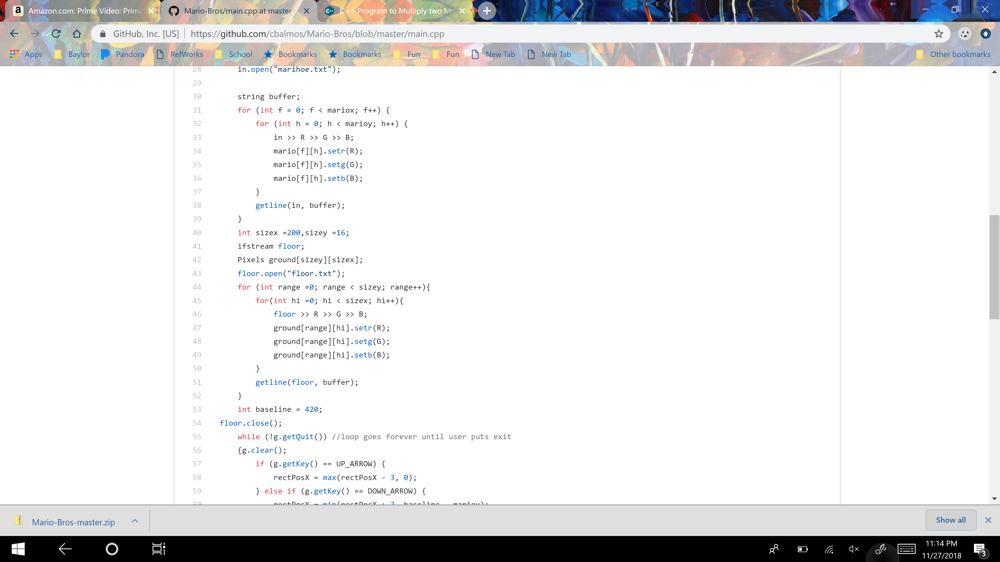 Amazon.com: Prime Video: Prime
Mario-Bros/main.cpp at master
C++ Program to Multiply two M
GitHub, Inc. [US] https://github.com/cbalmos/Mario-Bros/blob/master/main.cpp
Apps Baylor Pandora RefWorks School Bookmarks Bookmarks Fun Fun New Tab New Tab Other bookmarks
28 in.open("marihoe.txt");
29
30 string buffer;
31 for (int f = 0; f < mariox; f++) {
32 for (int h = 0; h < marioy; h++) {
33 in >> R >> G >> B;
34 mario[f][h].setr(R);
35 mario[f][h].setg(G);
36 mario[f][h].setb(B);
37 }
38 getline(in, buffer);
39 }
40 int sizex =200,sizey =16;
41 ifstream floor;
42 Pixels ground[sizey][sizex];
43 floor.open("floor.txt");
44 for (int range =0; range < sizey; range++){
45 for(int hi =0; hi < sizex; hi++){
46 floor >> R >> G >> B;
47 ground[range][hi].setr(R);
48 ground[range][hi].setg(G);
49 ground[range][hi].setb(B);
50 }
51 getline(floor, buffer);
52 }
53 int baseline = 420;
54 floor.close();
55 while (!g.getQuit()) //loop goes forever until user puts exit
56 {g.clear();
57 if (g.getKey() == UP_ARROW) {
58 rectPosX = max(rectPosX - 3, 0);
59 } else if (g.getKey() == DOWN_ARROW) {
Mario-Bros-master.zip
Show all
11:14 PM
11/27/2018
3